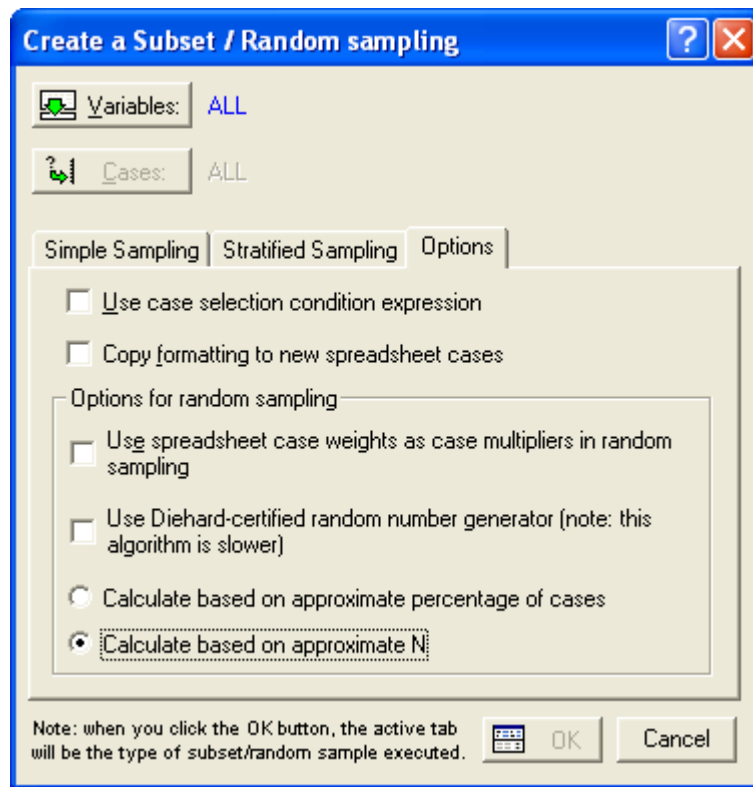 Create a Subset / Random sampling
Variables: ALL
Cases: ALL
Simple Sampling Stratified Sampling Options
Use case selection condition expression
Copy formatting to new spreadsheet cases
Options for random sampling
Use spreadsheet case weights as case multipliers in random
sampling
Use Diehard-certified random number generator (note: this
algorithm is slower)
Calculate based on approximate percentage of cases
Calculate based on approximate N
Note: when you click the OK button, the active tab
will be the type of subset/random sample executed.
OK Cancel